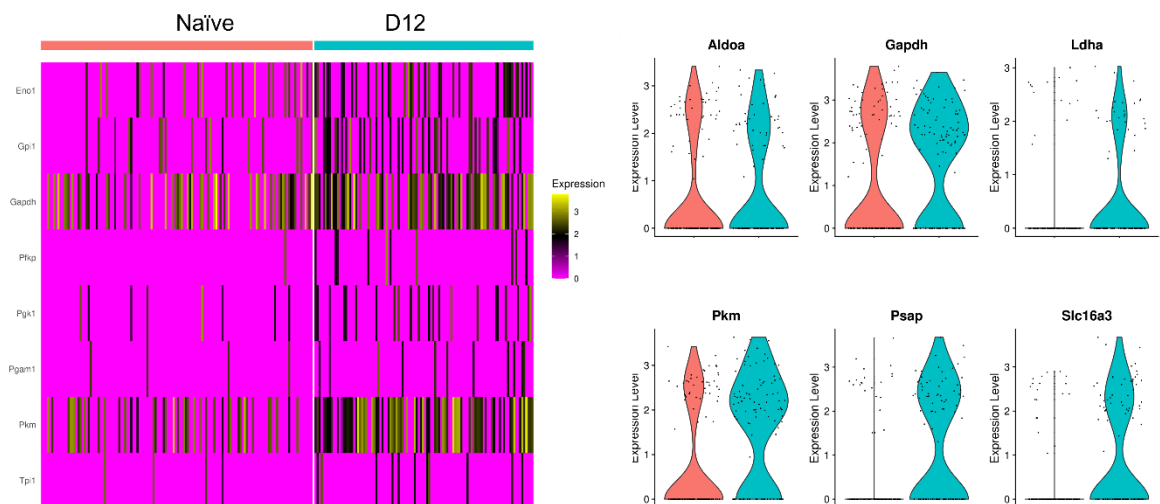 Naïve D12
Eno1
Gpi1
Gapdh
Pfkp
Pgk1
Pgam1
Pkm
Tpi1
Expression
3
2
1
0
Aldoa
Expression Level
3
2
1
0
Gapdh
Expression Level
3
2
1
0
Ldha
Expression Level
3
2
1
0
Pkm
Expression Level
3
2
1
0
Psap
Expression Level
3
2
1
0
Slc16a3
Expression Level
3
2
1
0